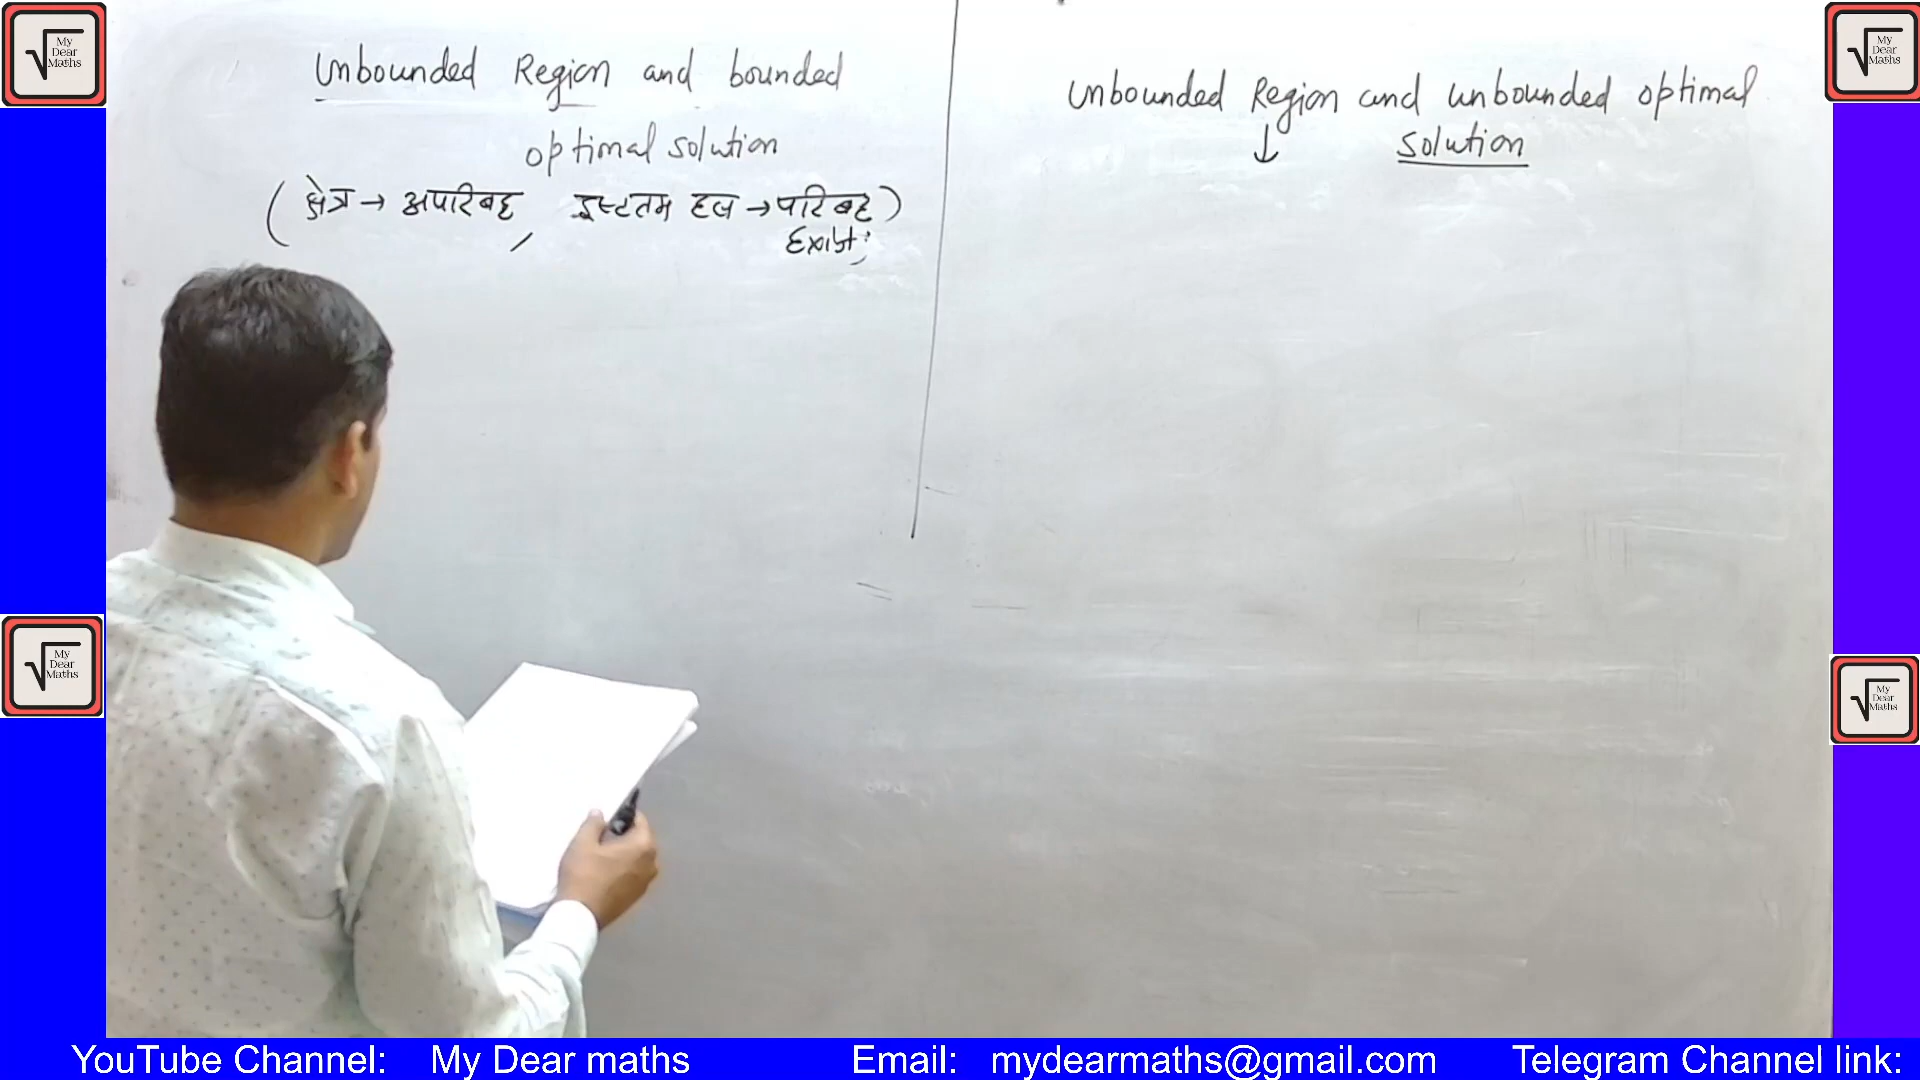 Unbounded Region and bounded
optimal solution
(क्षेत्र → अपरिबद्ध, इष्टतम हल → परिबद्ध)
Exist;
Unbounded Region and unbounded optimal
↓ solution
My
Dear
Maths
My
Dear
Maths
My
Dear
Maths
My
Dear
Maths
YouTube Channel: My Dear maths Email: mydearmaths@gmail.com Telegram Channel link: